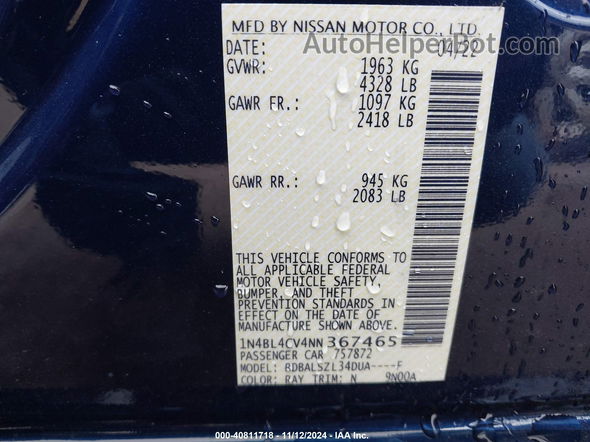 MFD BY NISSAN MOTOR CO., LTD.
DATE: 04/22
GVWR: 1963 KG
4328 LB
GAWR FR.: 1097 KG
2418 LB
GAWR RR.: 945 KG
2083 LB
THIS VEHICLE CONFORMS TO
ALL APPLICABLE FEDERAL
MOTOR VEHICLE SAFETY,
BUMPER, AND THEFT
PREVENTION STANDARDS IN
EFFECT ON THE DATE OF
MANUFACTURE SHOWN ABOVE.
1N4BL4CV4NN367465
PASSENGER CAR 757872
MODEL: BDBALSZL34DUA----F
COLOR: RAY TRIM: N 9N00A
AutoHelperBot.com
000-40811718 - 11/12/2024 - IAA Inc.